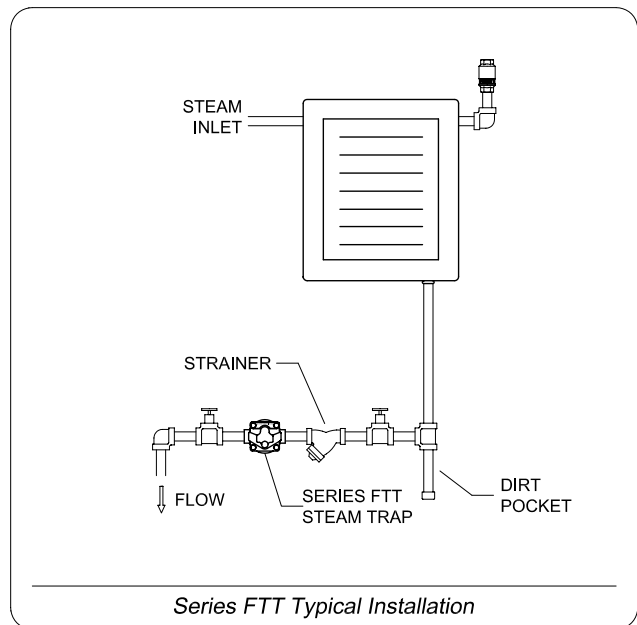 STEAM
INLET
STRAINER
FLOW
SERIES FTT
STEAM TRAP
DIRT
POCKET
Series FTT Typical Installation